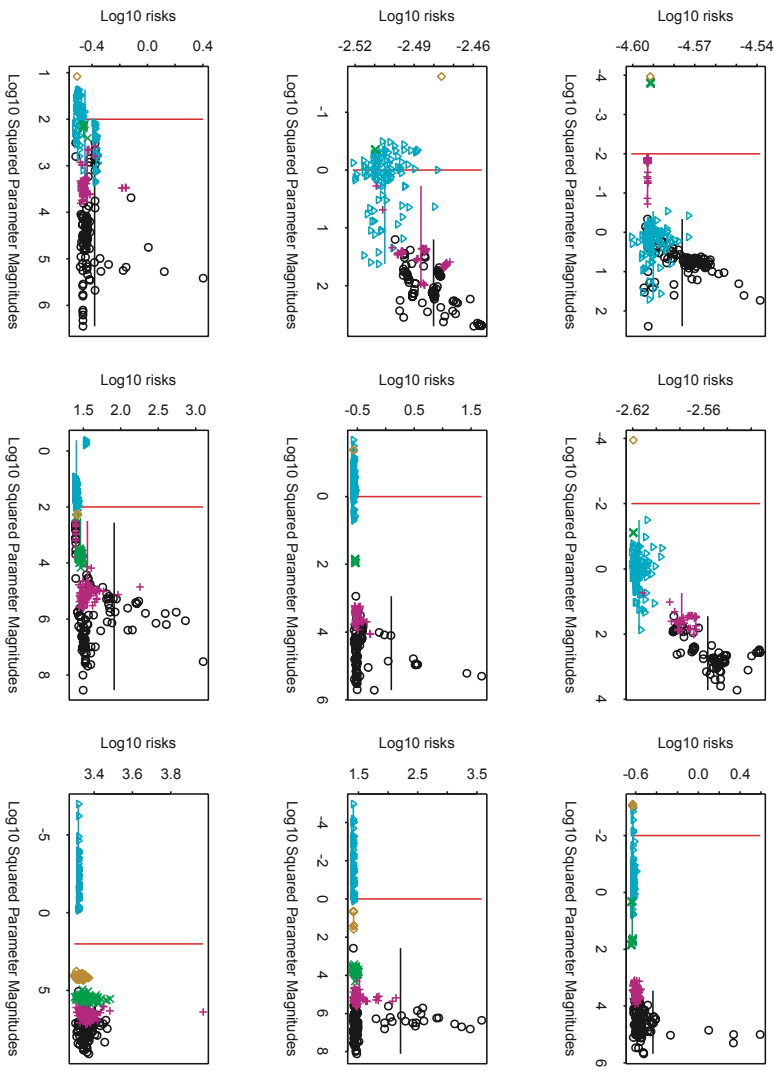 Log10 risks
-0.4 0.0 0.4
1 2 3 4 5 6
Log10 Squared Parameter Magnitudes
Log10 risks
-2.52 -2.49 -2.46
-1 0 1 2
Log10 Squared Parameter Magnitudes
Log10 risks
-4.60 -4.57 -4.54
-4 -3 -2 -1 0 1 2
Log10 Squared Parameter Magnitudes
Log10 risks
1.5 2.1 3.1
0 2 4 6 8
Log10 Squared Parameter Magnitudes
Log10 risks
-0.5 0.5 1.7
0 2 4 6
Log10 Squared Parameter Magnitudes
Log10 risks
-2.62 -2.56
-4 -2 0 2 4
Log10 Squared Parameter Magnitudes
Log10 risks
3.4 3.6 3.8
-5 0 5
Log10 Squared Parameter Magnitudes
Log10 risks
1.5 2.5 3.5
-4 -2 0 2 4 6 8
Log10 Squared Parameter Magnitudes
Log10 risks
-0.6 0.0 0.4
-2 0 2 4 6
Log10 Squared Parameter Magnitudes